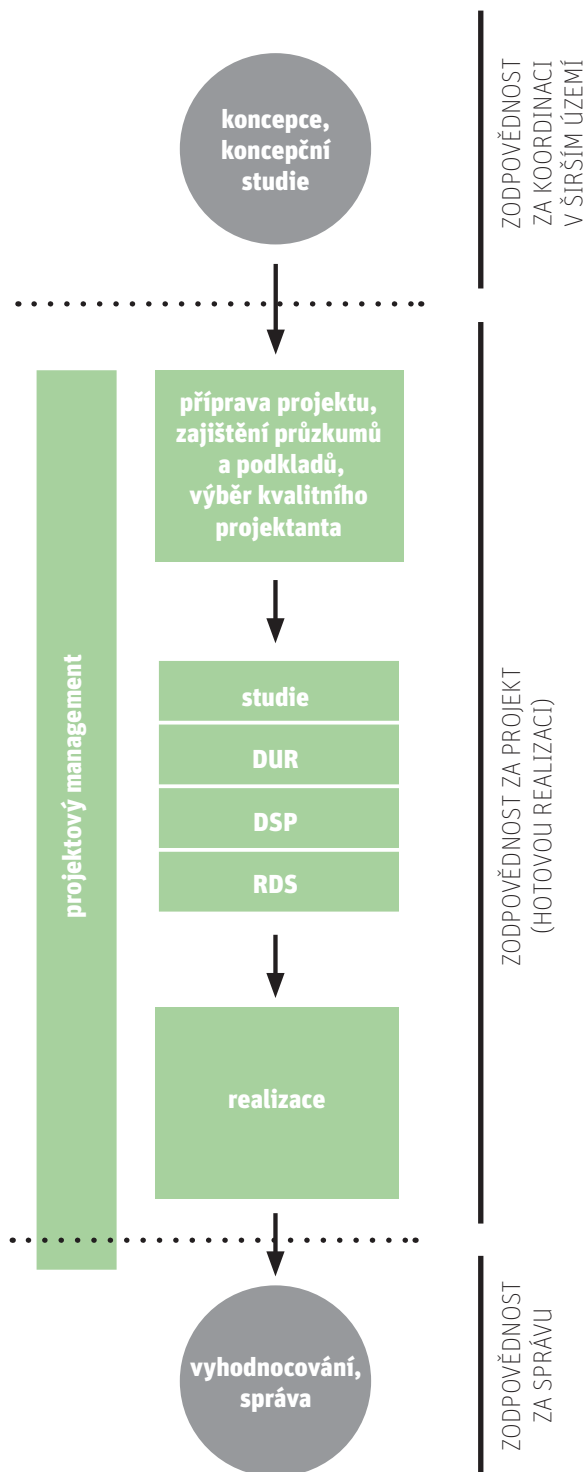 koncepce,
koncepční
studie
ZODPOVĚDNOST
ZA KOORDINACI
V ŠIRŠÍM ÚZEMÍ
příprava projektu,
zajištění průzkumů
a podkladů,
výběr kvalitního
projektanta
projektový management
studie
DUR
DSP
RDS
ZODPOVĚDNOST ZA PROJEKT
(HOTOVOU REALIZACI)
realizace
vyhodnocování,
správa
ZODPOVĚDNOST
ZA SPRÁVU